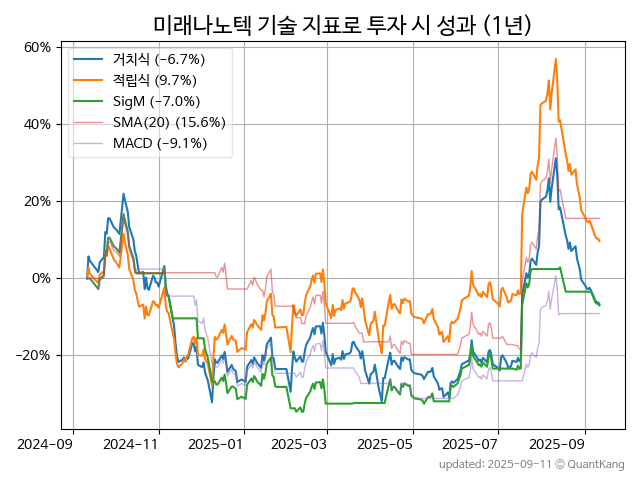 미래나노텍 기술 지표로 투자 시 성과 (1년)
60%
40%
20%
0%
−20%
거치식 (−6.7%)
적립식 (9.7%)
SigM (−7.0%)
SMA(20) (15.6%)
MACD (−9.1%)
2024-09
2024-11
2025-01
2025-03
2025-05
2025-07
2025-09
updated: 2025-09-11 © QuantKang